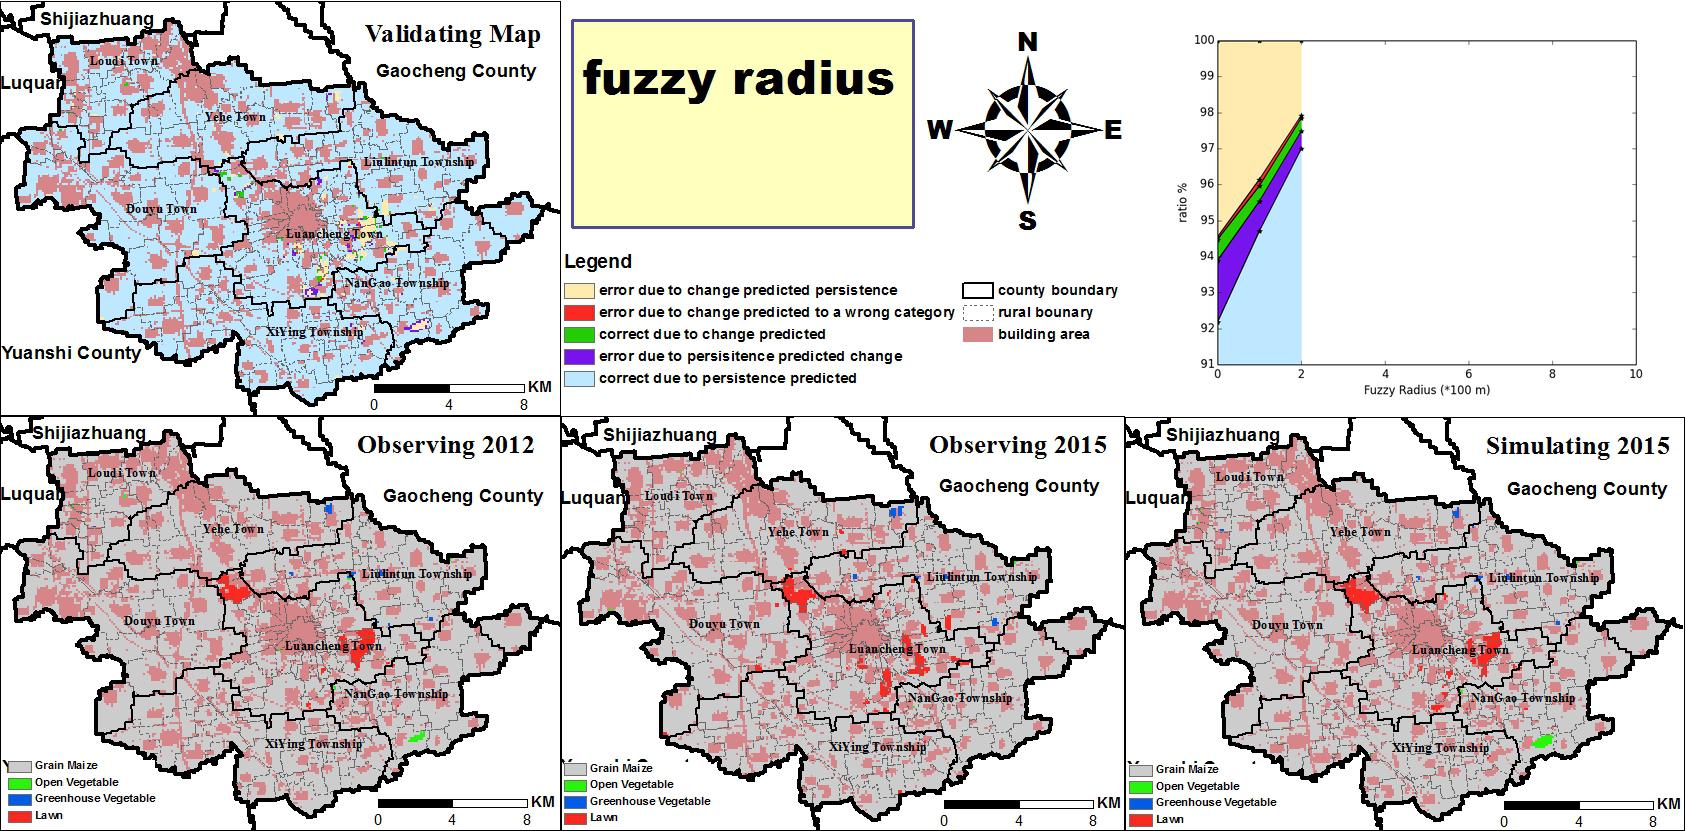 Shijiazhuang
Validating Map
Gaocheng County
Luquan
Loudi Town
Yehe Town
Liulintun Township
Douyu Town
Luancheng Town
NanGao Township
XiYing Township
Yuanshi County
KM
0 4 8
fuzzy radius
N
W E
S
Legend
error due to change predicted persistence
error due to change predicted to a wrong category
correct due to change predicted
error due to persisitence predicted change
correct due to persistence predicted
county boundary
rural bounary
building area
100
99
98
97
96
95
94
93
92
91
ratio %
0 2 4 6 8 10
Fuzzy Radius (*100 m)
Shijiazhuang
Observing 2012
Gaocheng County
Luquan
Loudi Town
Yehe Town
Liulintun Township
Douyu Town
Luancheng Town
NanGao Township
XiYing Township
Grain Maize
Open Vegetable
Greenhouse Vegetable
Lawn
KM
0 4 8
Shijiazhuang
Observing 2015
Gaocheng County
Luquan
Loudi Town
Yehe Town
Liulintun Township
Douyu Town
Luancheng Town
NanGao Township
XiYing Township
Grain Maize
Open Vegetable
Greenhouse Vegetable
Lawn
KM
0 4 8
Shijiazhuang
Simulating 2015
Gaocheng County
Luquan
Loudi Town
Yehe Town
Liulintun Township
Douyu Town
Luancheng Town
NanGao Township
XiYing Township
Grain Maize
Open Vegetable
Greenhouse Vegetable
Lawn
KM
0 4 8